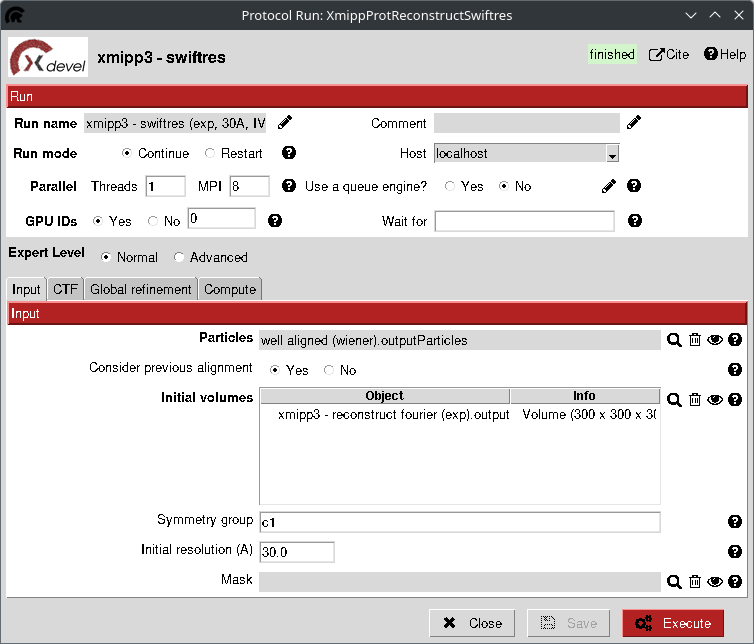 Protocol Run: XmippProtReconstructSwiftres
X devel xmipp3 - swiftres finished Cite Help
Run
Run name xmipp3 - swiftres (exp, 30A, IV Comment
Run mode Continue Restart Host localhost
Parallel Threads 1 MPI 8 Use a queue engine? Yes No
GPU IDs Yes No 0 Wait for
Expert Level Normal Advanced
Input CTF Global refinement Compute
Input
Particles well aligned (wiener).outputParticles
Consider previous alignment Yes No
Initial volumes Object Info
xmipp3 - reconstruct fourier (exp).output Volume (300 x 300 x 30
Symmetry group c1
Initial resolution (A) 30.0
Mask
Close Save Execute